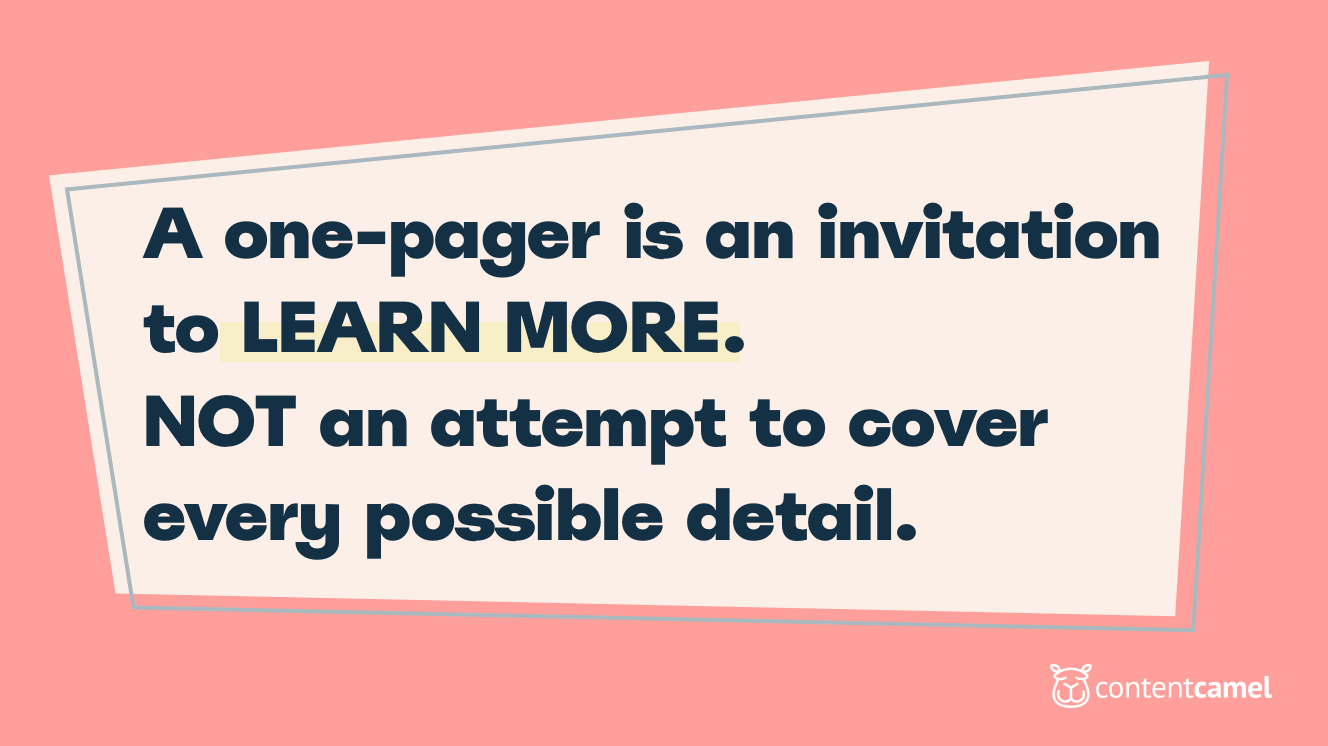 A one-pager is an invitation
to LEARN MORE.
NOT an attempt to cover
every possible detail.
contentcamel